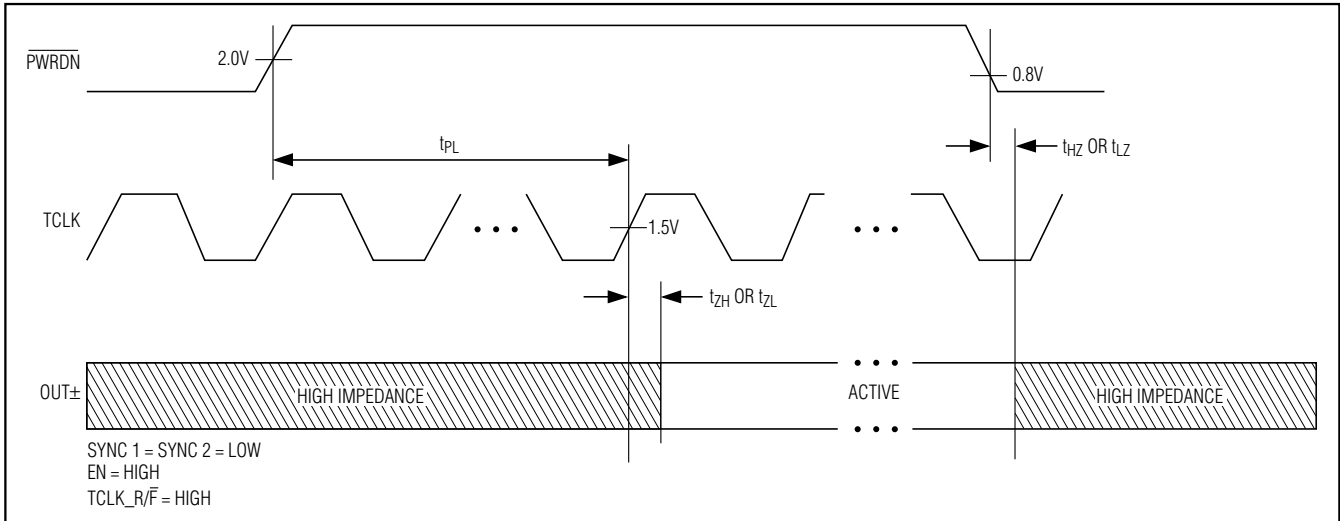 P̅W̅R̅D̅N̅
2.0V
0.8V
tPL
tHZ OR tLZ
TCLK
1.5V
tZH OR tZL
OUT±
HIGH IMPEDANCE
ACTIVE
HIGH IMPEDANCE
SYNC 1 = SYNC 2 = LOW
EN = HIGH
TCLK_R/F̅ = HIGH